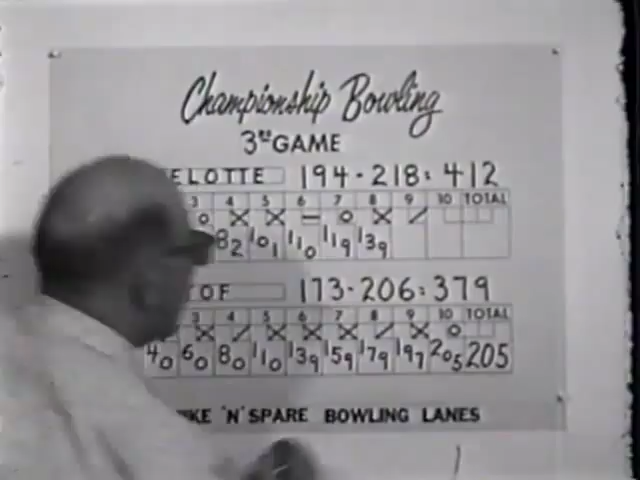 Championship Bowling
3RD GAME
ELOTTE 194-218:412
3 4 5 6 7 8 9 10 TOTAL
O X X – O X /
82 101 110 119 139
OF 173-206:379
3 4 5 6 7 8 9 10 TOTAL
X / X X X / X O
40 60 80 110 139 159 179 197 205 205
KE 'N' SPARE BOWLING LANES